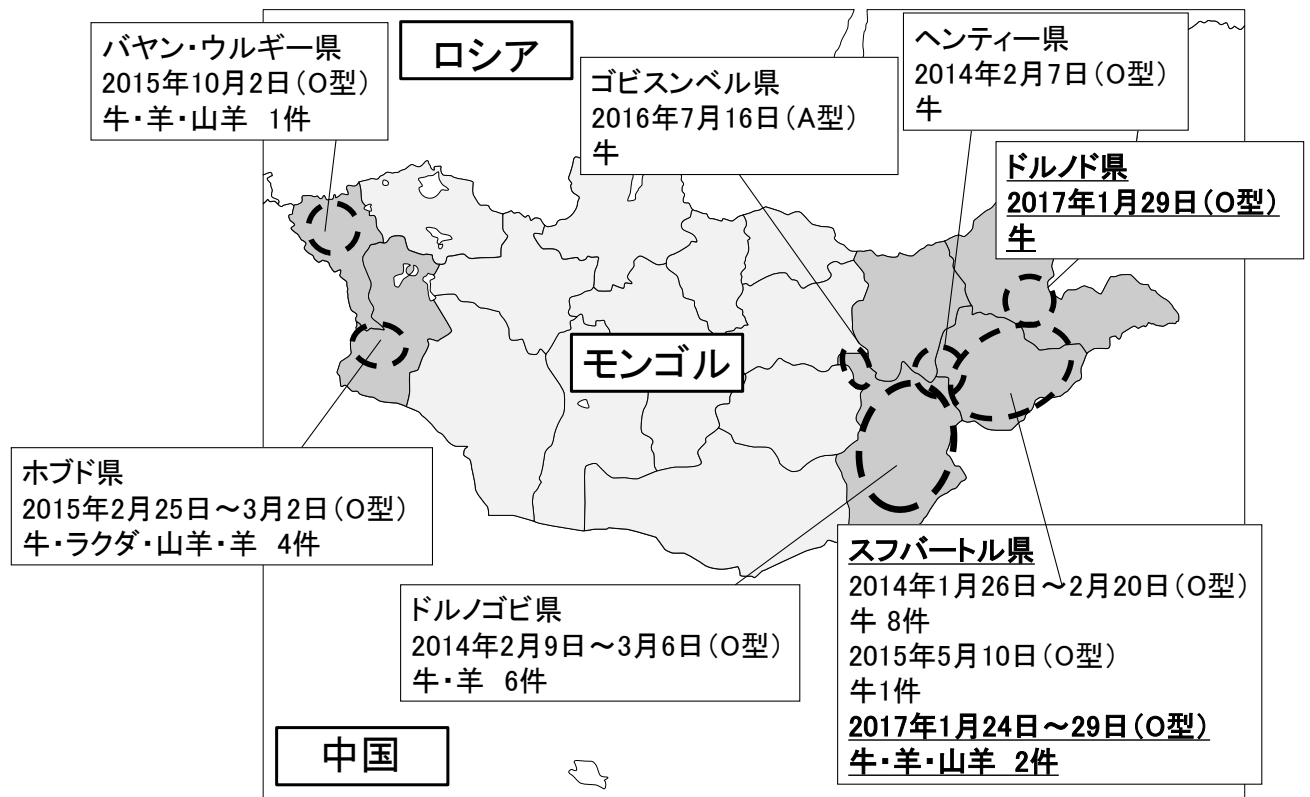 バヤン・ウルギー県
2015年10月2日(O型)
牛・羊・山羊 1件
ロシア
ゴビスンベル県
2016年7月16日(A型)
牛
ヘンティー県
2014年2月7日(O型)
牛
ドルノド県
2017年1月29日(O型)
牛
モンゴル
ホブド県
2015年2月25日~3月2日(O型)
牛・ラクダ・山羊・羊 4件
ドルノゴビ県
2014年2月9日~3月6日(O型)
牛・羊 6件
スフバートル県
2014年1月26日~2月20日(O型)
牛 8件
2015年5月10日(O型)
牛1件
2017年1月24日~29日(O型)
牛・羊・山羊 2件
中国